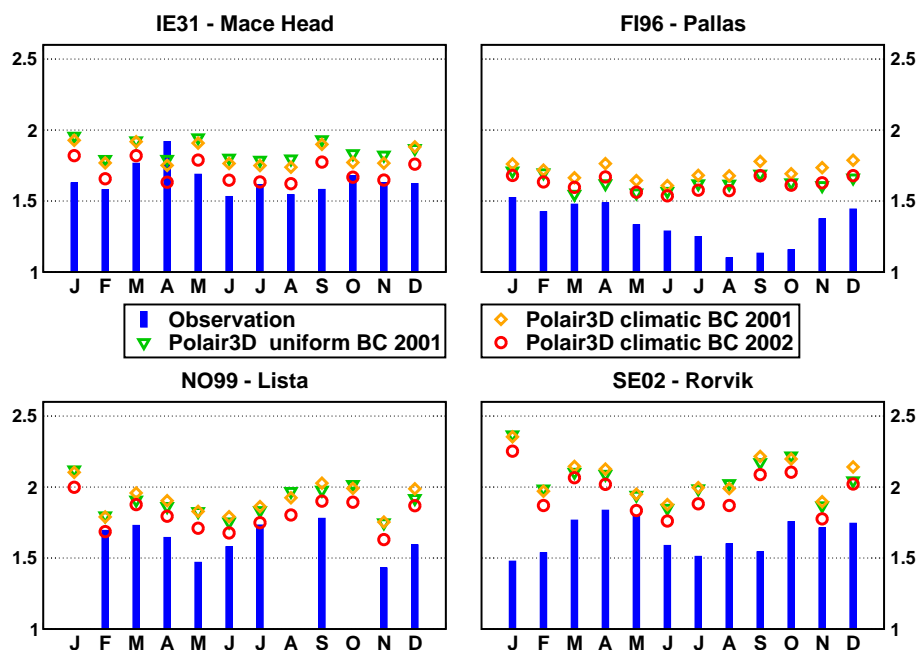 IE31 - Mace Head
FI96 - Pallas
2.5
2
1.5
1
J F M A M J J A S O N D
J F M A M J J A S O N D
2.5
2
1.5
1
Observation
Polair3D uniform BC 2001
Polair3D climatic BC 2001
Polair3D climatic BC 2002
NO99 - Lista
SE02 - Rorvik
2.5
2
1.5
1
J F M A M J J A S O N D
J F M A M J J A S O N D
2.5
2
1.5
1